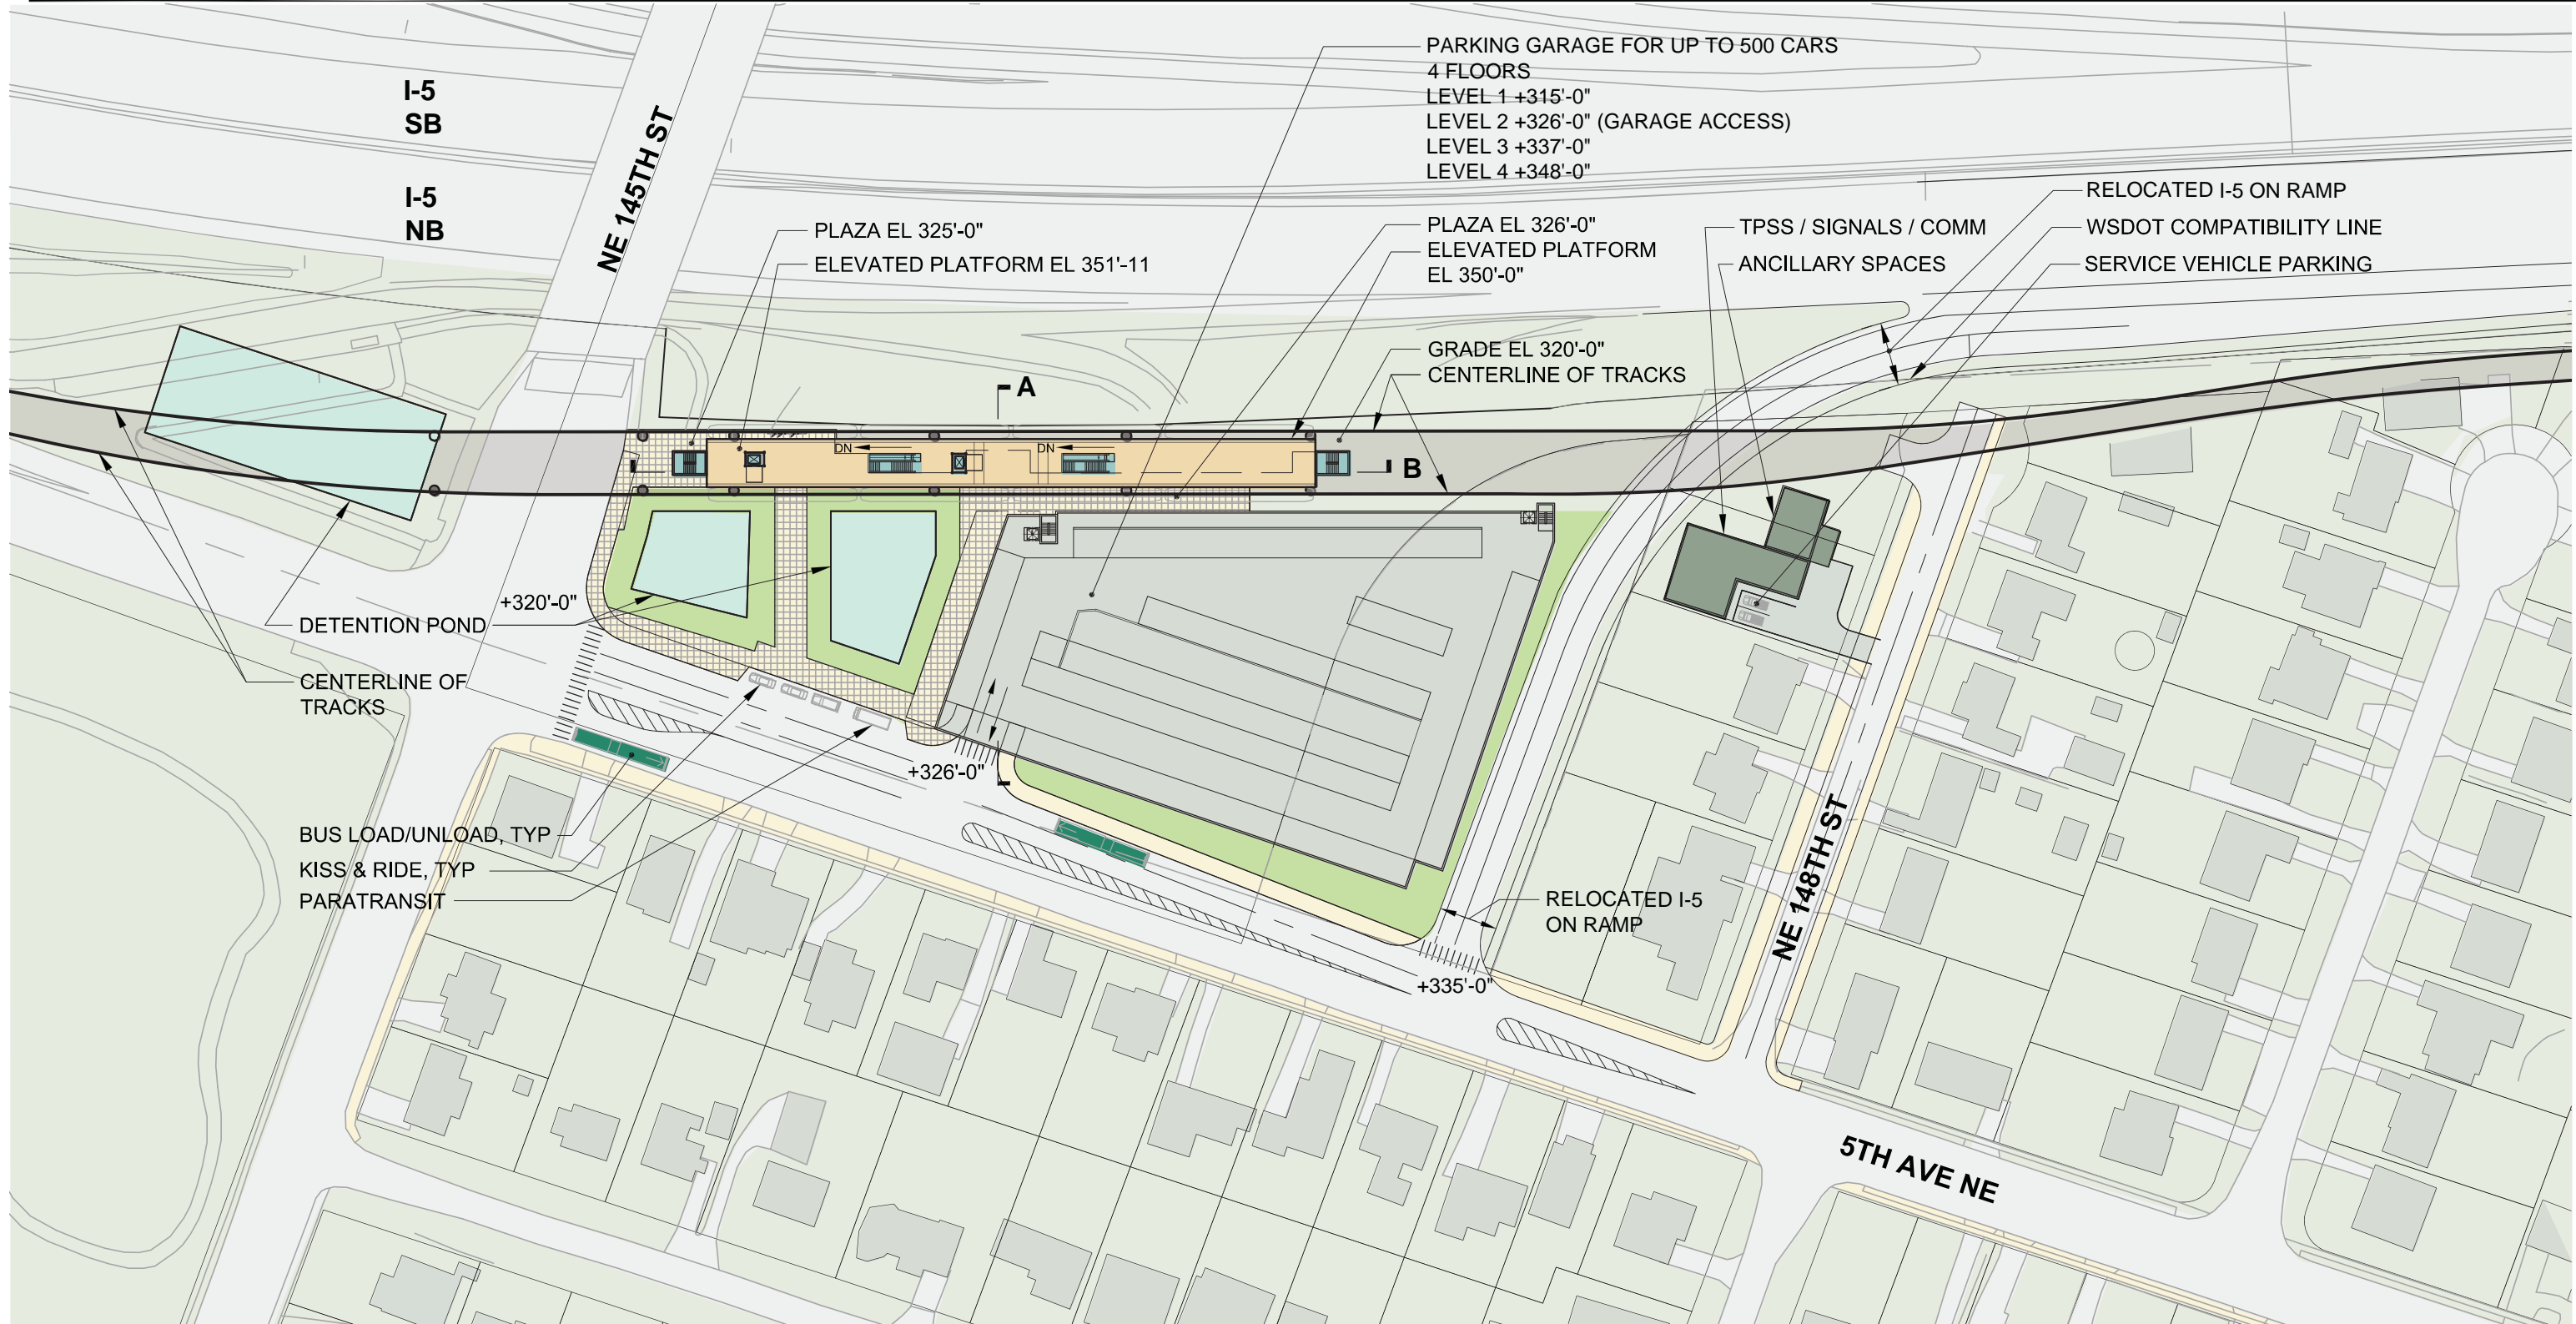 I-5
SB
I-5
NB
NE 145TH ST
PARKING GARAGE FOR UP TO 500 CARS
4 FLOORS
LEVEL 1 +315'-0"
LEVEL 2 +326'-0" (GARAGE ACCESS)
LEVEL 3 +337'-0"
LEVEL 4 +348'-0"
PLAZA EL 325'-0"
ELEVATED PLATFORM EL 351'-11
PLAZA EL 326'-0"
ELEVATED PLATFORM
EL 350'-0"
GRADE EL 320'-0"
CENTERLINE OF TRACKS
TPSS / SIGNALS / COMM
ANCILLARY SPACES
RELOCATED I-5 ON RAMP
WSDOT COMPATIBILITY LINE
SERVICE VEHICLE PARKING
A
DN
DN
B
+320'-0"
DETENTION POND
CENTERLINE OF
TRACKS
+326'-0"
BUS LOAD/UNLOAD, TYP
KISS & RIDE, TYP
PARATRANSIT
RELOCATED I-5
ON RAMP
+335'-0"
NE 148TH ST
5TH AVE NE